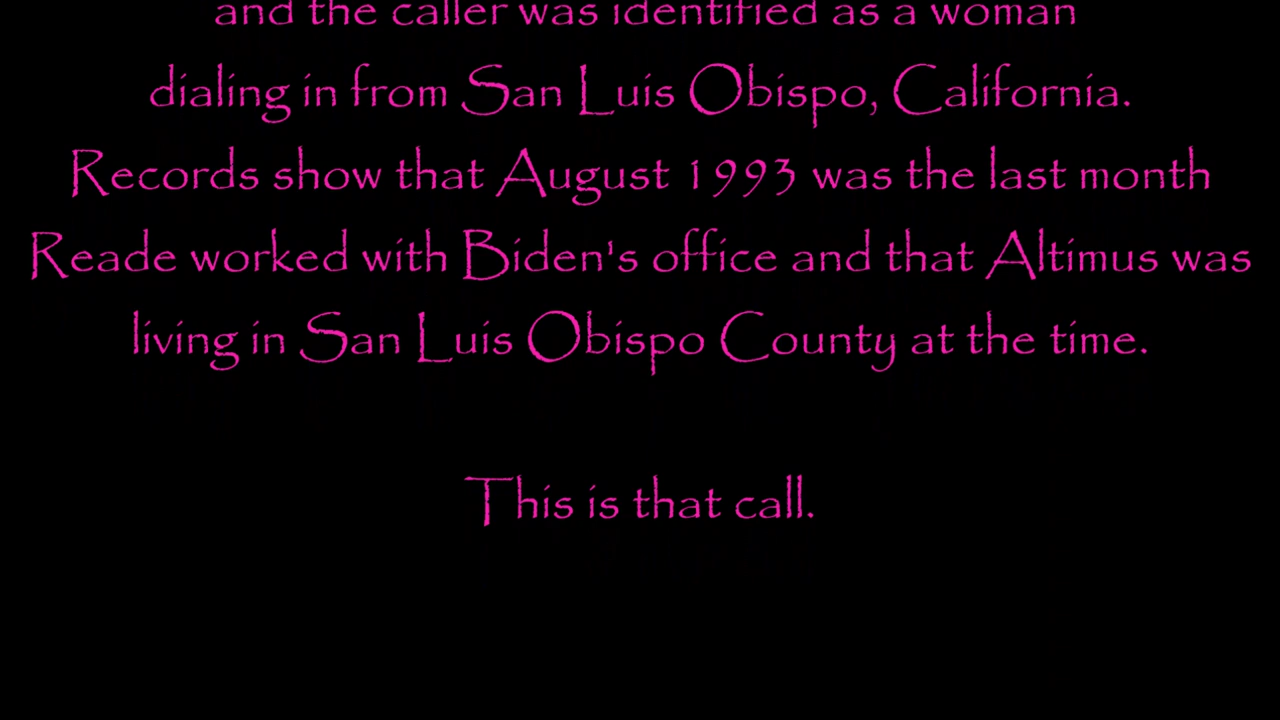 and the caller was identified as a woman
dialing in from San Luis Obispo, California.
Records show that August 1993 was the last month
Reade worked with Biden's office and that Altimus was
living in San Luis Obispo County at the time.
This is that call.